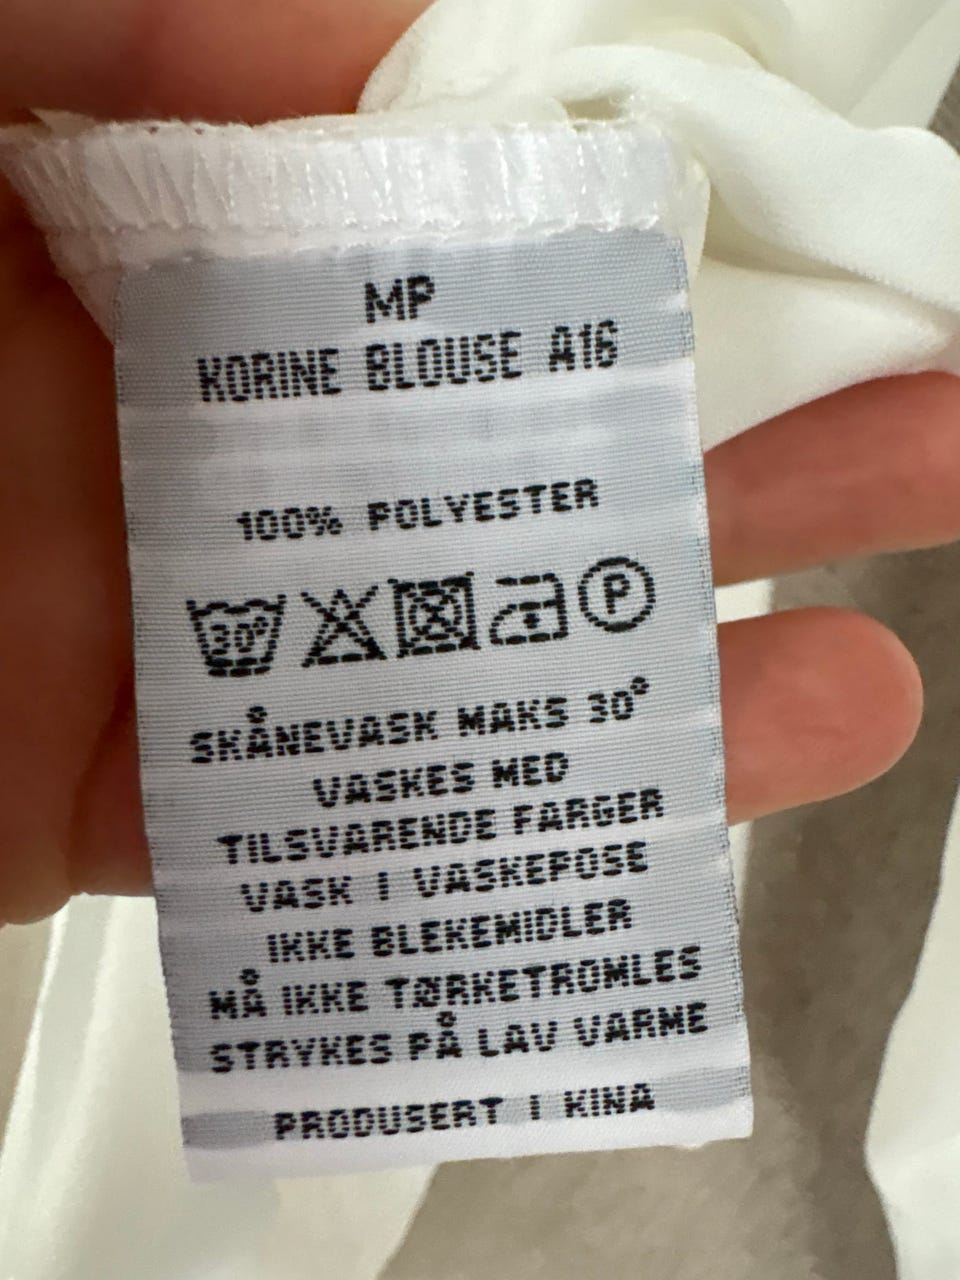 MP
KORINE BLOUSE A16
100% POLYESTER
30° P
SKÅNEVASK MAKS 30°
VASKES MED
TILSVARENDE FARGER
VASK I VASKEPOSE
IKKE BLEKEMIDLER
MÅ IKKE TØRKETROMLES
STRYKES PÅ LAV VARME
PRODUSERT I KINA